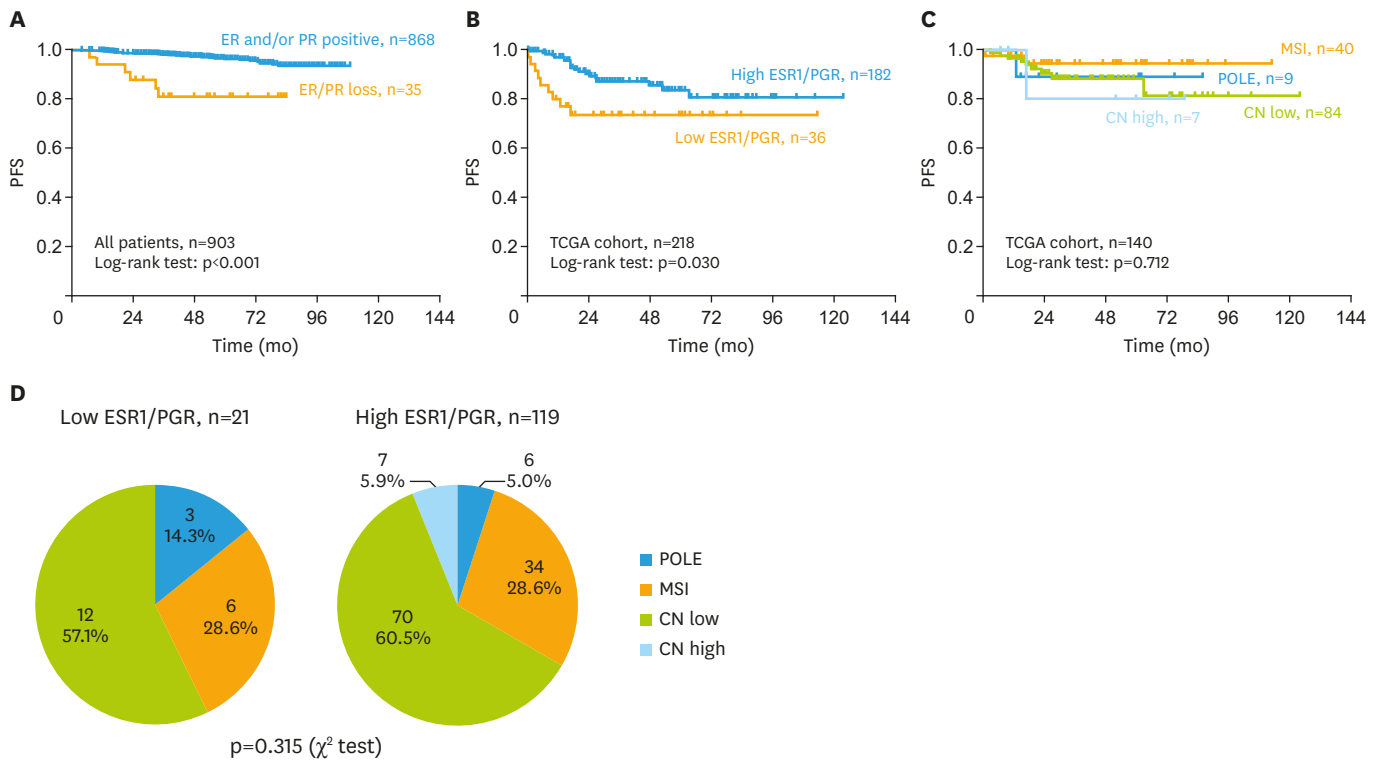 A
ER and/or PR positive, n=868
ER/PR loss, n=35
1.0
0.8
0.6
0.4
0.2
PFS
All patients, n=903
Log-rank test: p<0.001
0 24 48 72 96 120 144
Time (mo)
B
High ESR1/PGR, n=182
Low ESR1/PGR, n=36
1.0
0.8
0.6
0.4
0.2
PFS
TCGA cohort, n=218
Log-rank test: p=0.030
0 24 48 72 96 120 144
Time (mo)
C
MSI, n=40
POLE, n=9
CN high, n=7
CN low, n=84
1.0
0.8
0.6
0.4
0.2
PFS
TCGA cohort, n=140
Log-rank test: p=0.712
0 24 48 72 96 120 144
Time (mo)
D
Low ESR1/PGR, n=21
3
14.3%
6
28.6%
12
57.1%
High ESR1/PGR, n=119
7
5.9%
6
5.0%
34
28.6%
70
60.5%
POLE
MSI
CN low
CN high
p=0.315 (χ² test)